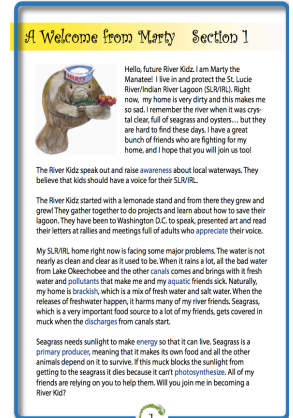 A Welcome from Marty Section 1
MARTY
Hello, future River Kidz. I am Marty the
Manatee! I live in and protect the St. Lucie
River/Indian River Lagoon (SLR/IRL). Right
now, my home is very dirty and this makes me
so sad. I remember the river when it was crys-
tal clear, full of seagrass and oysters… but they
are hard to find these days. I have a great
bunch of friends who are fighting for my
home, and I hope that you will join us too!
The River Kidz speak out and raise awareness about local waterways. They
believe that kids should have a voice for their SLR/IRL.
The River Kidz started with a lemonade stand and from there they grew and
grew! They gather together to do projects and learn about how to save their
lagoon. They have been to Washington D.C. to speak, presented art and read
their letters at rallies and meetings full of adults who appreciate their voice.
My SLR/IRL home right now is facing some major problems. The water is not
nearly as clean and clear as it used to be. When it rains a lot, all the bad water
from Lake Okeechobee and the other canals comes and brings with it fresh
water and pollutants that make me and my aquatic friends sick. Naturally,
my home is brackish, which is a mix of fresh water and salt water. When the
releases of freshwater happen, it harms many of my river friends. Seagrass,
which is a very important food source to a lot of my friends, gets covered in
muck when the discharges from canals start.
Seagrass needs sunlight to make energy so that it can live. Seagrass is a
primary producer, meaning that it makes its own food and all the other
animals depend on it to survive. If this muck blocks the sunlight from
getting to the seagrass it dies because it can't photosynthesize. All of my
friends are relying on you to help them. Will you join me in becoming a
River Kid?
1